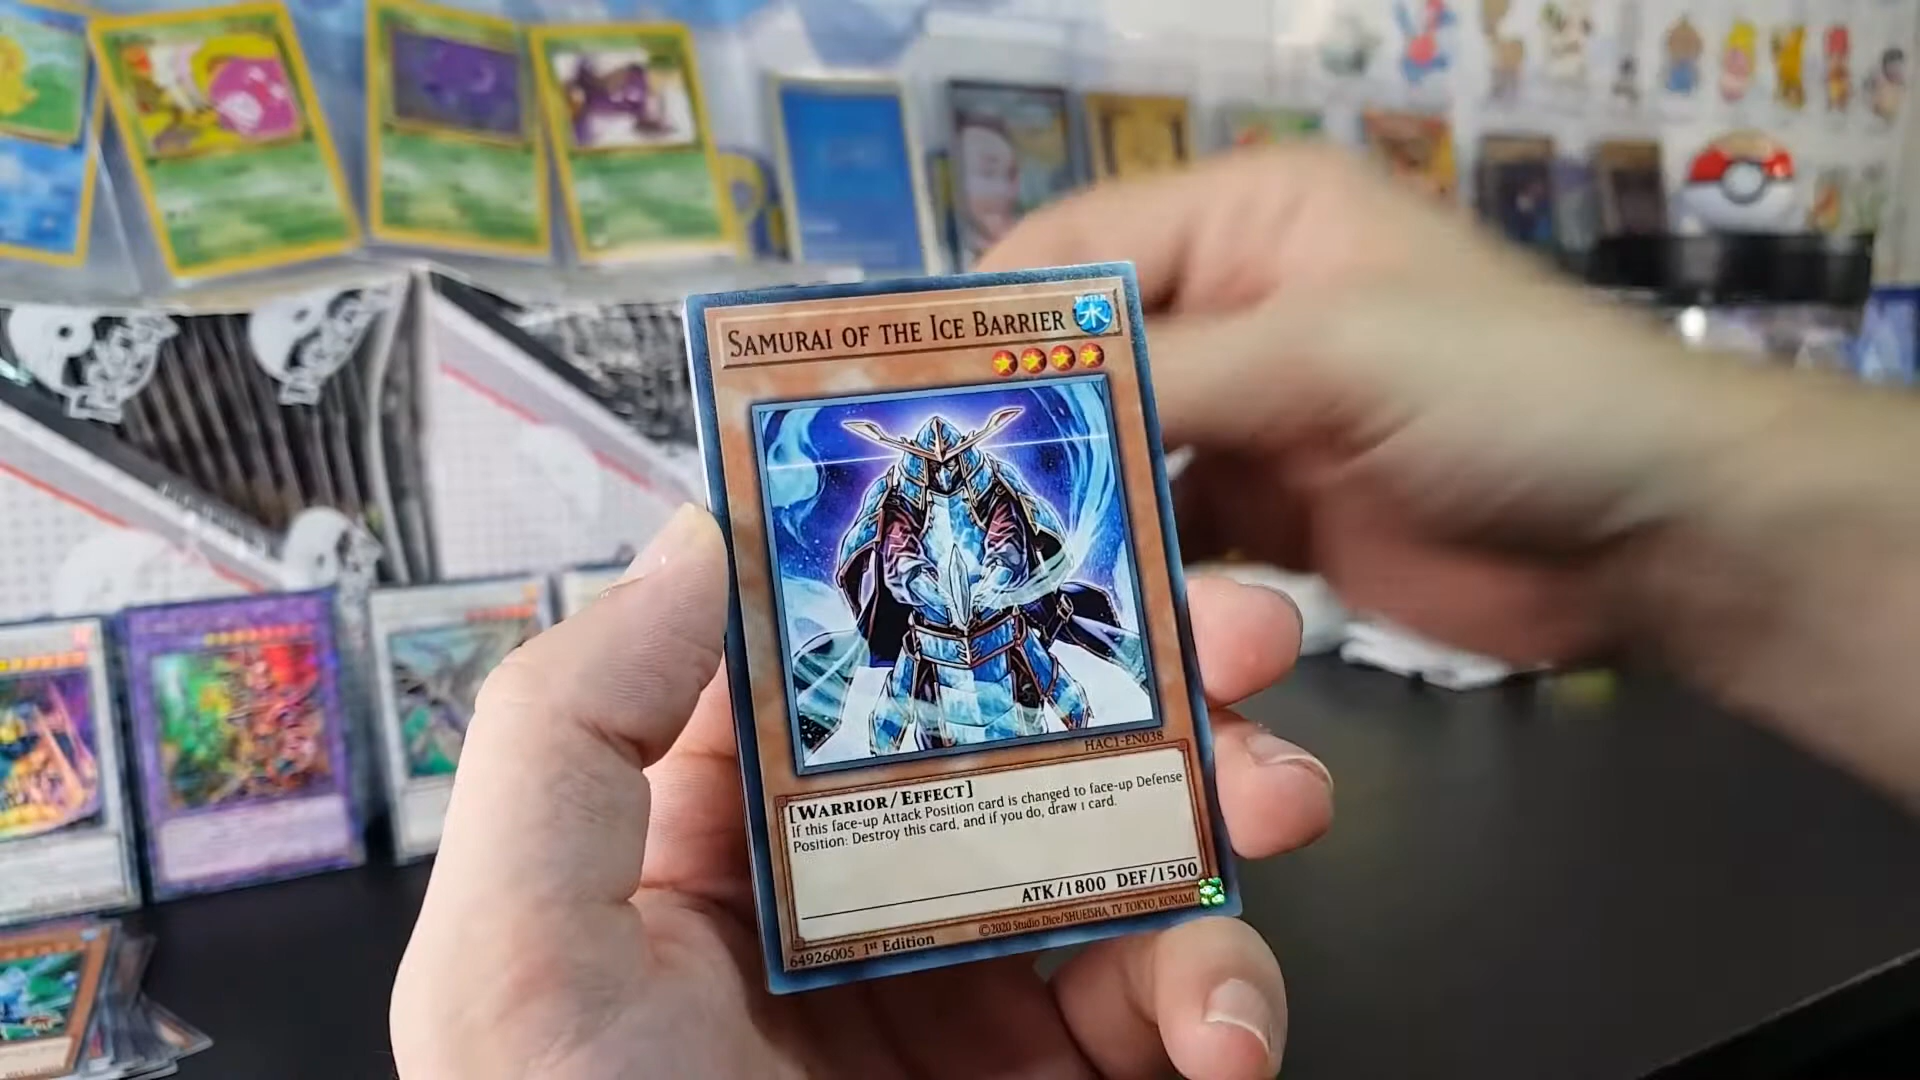 SAMURAI OF THE ICE BARRIER
WATER
水
HAC1-EN038
[WARRIOR/EFFECT]
If this face-up Attack Position card is changed to face-up Defense
Position: Destroy this card, and if you do, draw 1 card.
ATK/1800 DEF/1500
64926005 1st Edition
©2020 Studio Dice/SHUEISHA, TV TOKYO, KONAMI